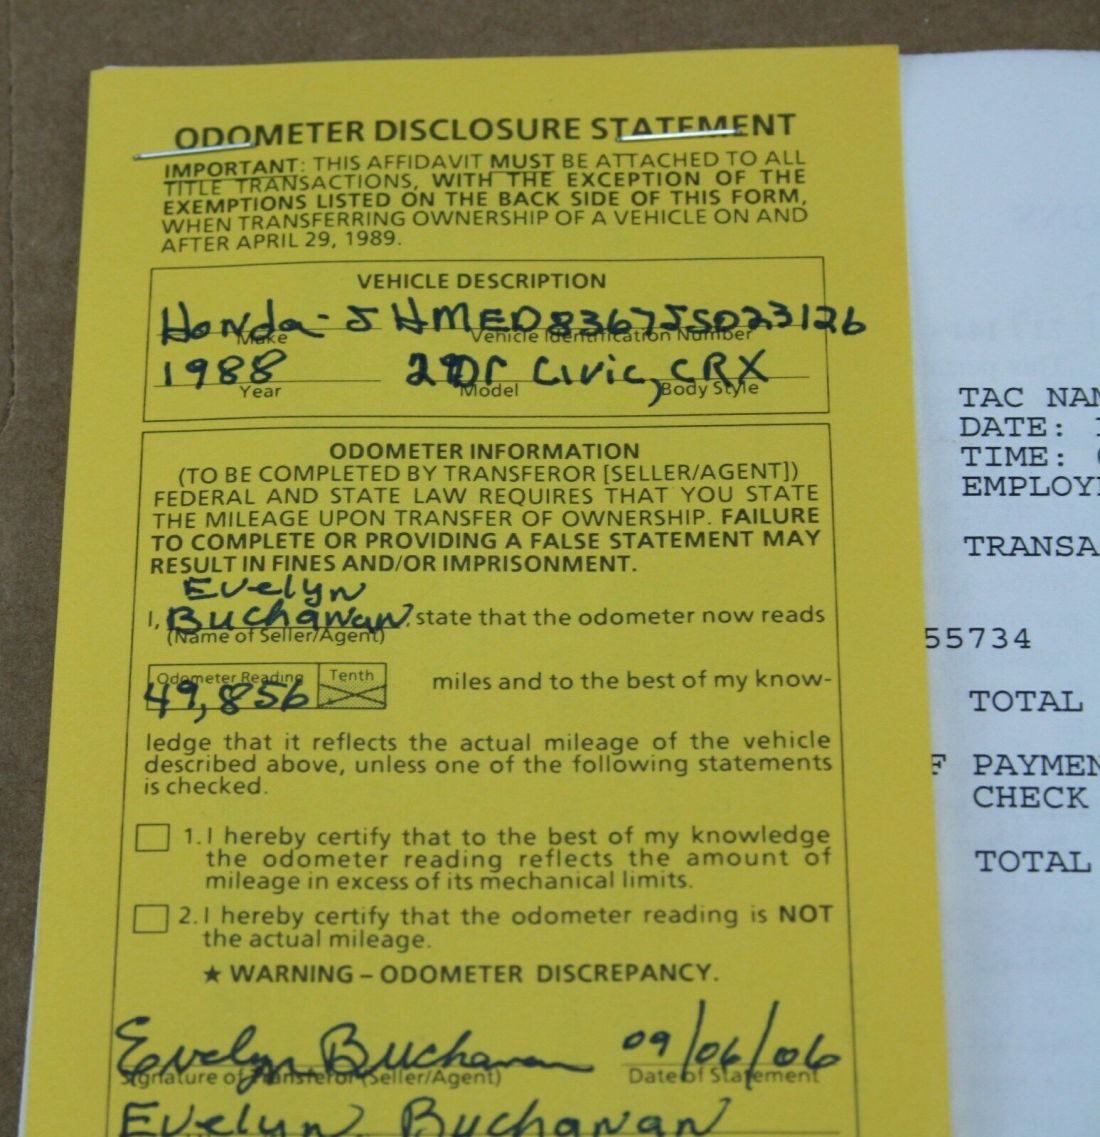 ODOMETER DISCLOSURE STATEMENT
IMPORTANT: THIS AFFIDAVIT MUST BE ATTACHED TO ALL
TITLE TRANSACTIONS, WITH THE EXCEPTION OF THE
EXEMPTIONS LISTED ON THE BACK SIDE OF THIS FORM,
WHEN TRANSFERRING OWNERSHIP OF A VEHICLE ON AND
AFTER APRIL 29, 1989.
VEHICLE DESCRIPTION
Honda - JHMED8367JS023126
Make Vehicle Identification Number
1988 2 Dr Civic, CRX
Year Model Body Style
ODOMETER INFORMATION
(TO BE COMPLETED BY TRANSFEROR [SELLER/AGENT])
FEDERAL AND STATE LAW REQUIRES THAT YOU STATE
THE MILEAGE UPON TRANSFER OF OWNERSHIP. FAILURE
TO COMPLETE OR PROVIDING A FALSE STATEMENT MAY
RESULT IN FINES AND/OR IMPRISONMENT.
Evelyn
I, Buchanan, state that the odometer now reads
(Name of Seller/Agent)
Odometer Reading Tenth
49,856 miles and to the best of my know-
ledge that it reflects the actual mileage of the vehicle
described above, unless one of the following statements
is checked.
1. I hereby certify that to the best of my knowledge
the odometer reading reflects the amount of
mileage in excess of its mechanical limits.
2. I hereby certify that the odometer reading is NOT
the actual mileage.
★ WARNING – ODOMETER DISCREPANCY.
Evelyn Buchanan 09/06/06
Signature of Transferor (Seller/Agent) Date of Statement
Evelyn Buchanan
TAC NAM
DATE:
TIME:
EMPLOY
TRANSA
55734
TOTAL
F PAYMEN
CHECK
TOTAL